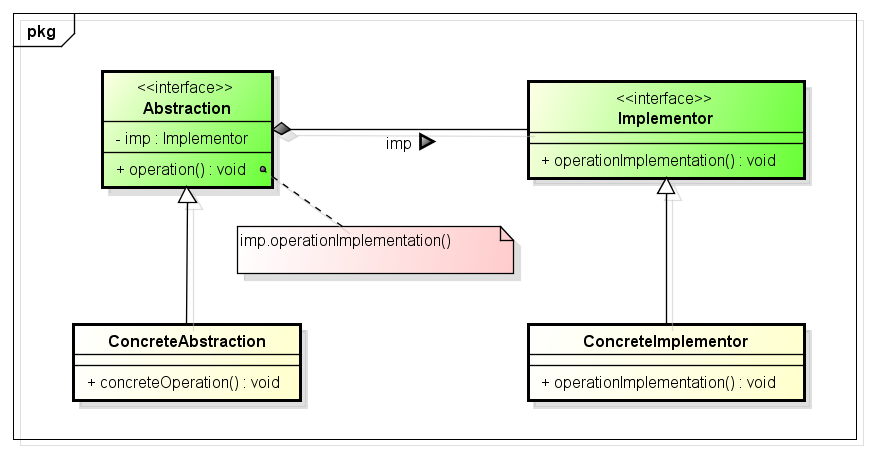 pkg
<<interface>>
Abstraction
- imp : Implementor
+ operation() : void
imp
<<interface>>
Implementor
+ operationImplementation() : void
imp.operationImplementation()
ConcreteAbstraction
+ concreteOperation() : void
ConcreteImplementor
+ operationImplementation() : void